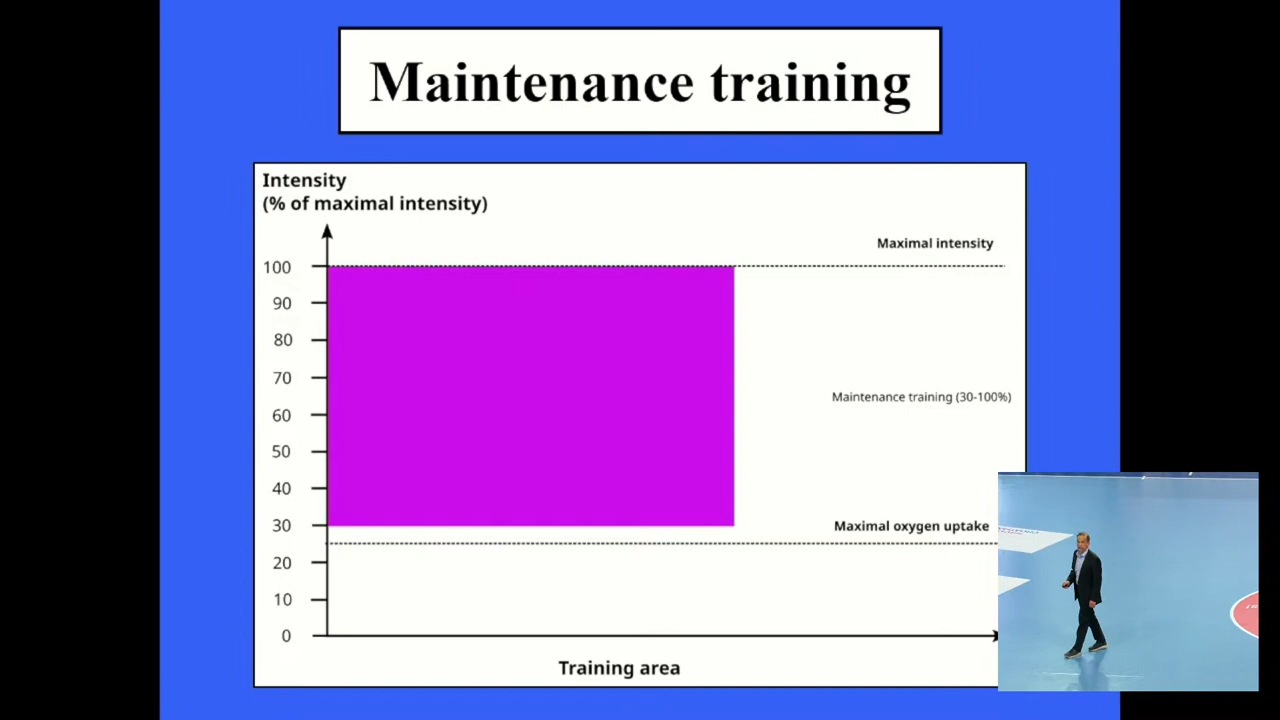 Maintenance training
Intensity
(% of maximal intensity)
Maximal intensity
100
90
80
70
Maintenance training (30-100%)
60
50
40
30
Maximal oxygen uptake
20
10
0
Training area